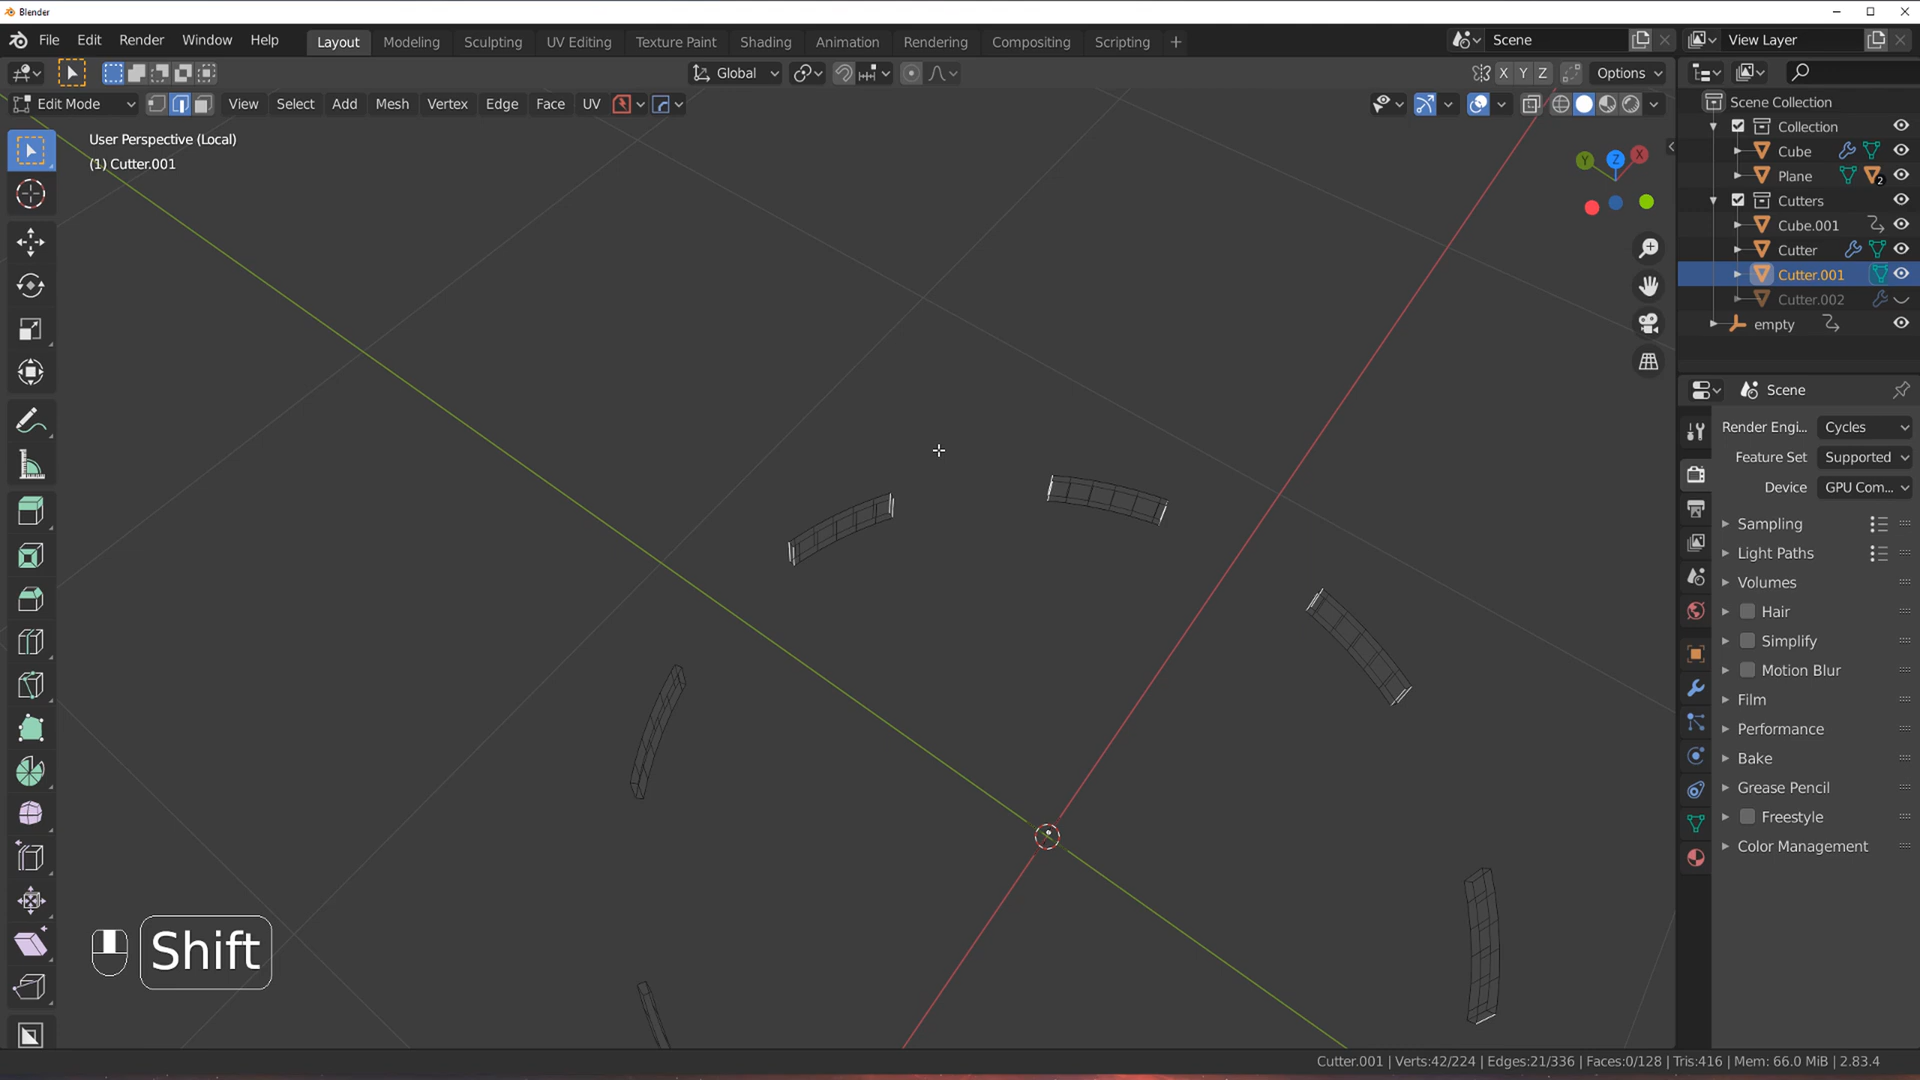 Blender
File Edit Render Window Help Layout Modeling Sculpting UV Editing Texture Paint Shading Animation Rendering Compositing Scripting + Scene View Layer
Global X Y Z Options
Edit Mode View Select Add Mesh Vertex Edge Face UV
User Perspective (Local)
(1) Cutter.001
Y Z X
Scene Collection
Collection
Cube
Plane 2
Cutters
Cube.001
Cutter
Cutter.001
Cutter.002
empty
Scene
Render Engi... Cycles
Feature Set Supported
Device GPU Com...
Sampling
Light Paths
Volumes
Hair
Simplify
Motion Blur
Film
Performance
Bake
Grease Pencil
Freestyle
Color Management
Shift
Cutter.001 | Verts:42/224 | Edges:21/336 | Faces:0/128 | Tris:416 | Mem: 66.0 MiB | 2.83.4